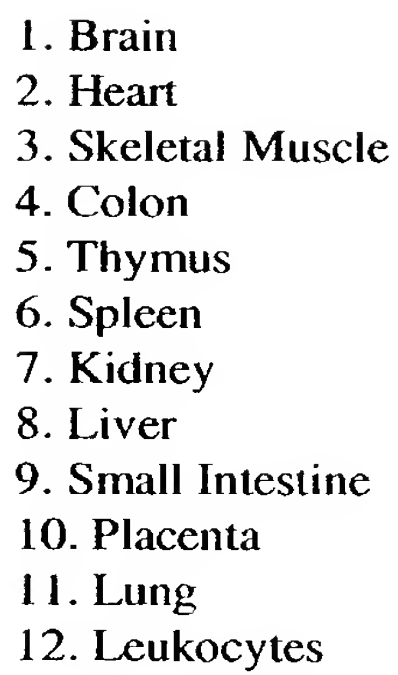 1. Brain
2. Heart
3. Skeletal Muscle
4. Colon
5. Thymus
6. Spleen
7. Kidney
8. Liver
9. Small Intestine
10. Placenta
11. Lung
12. Leukocytes